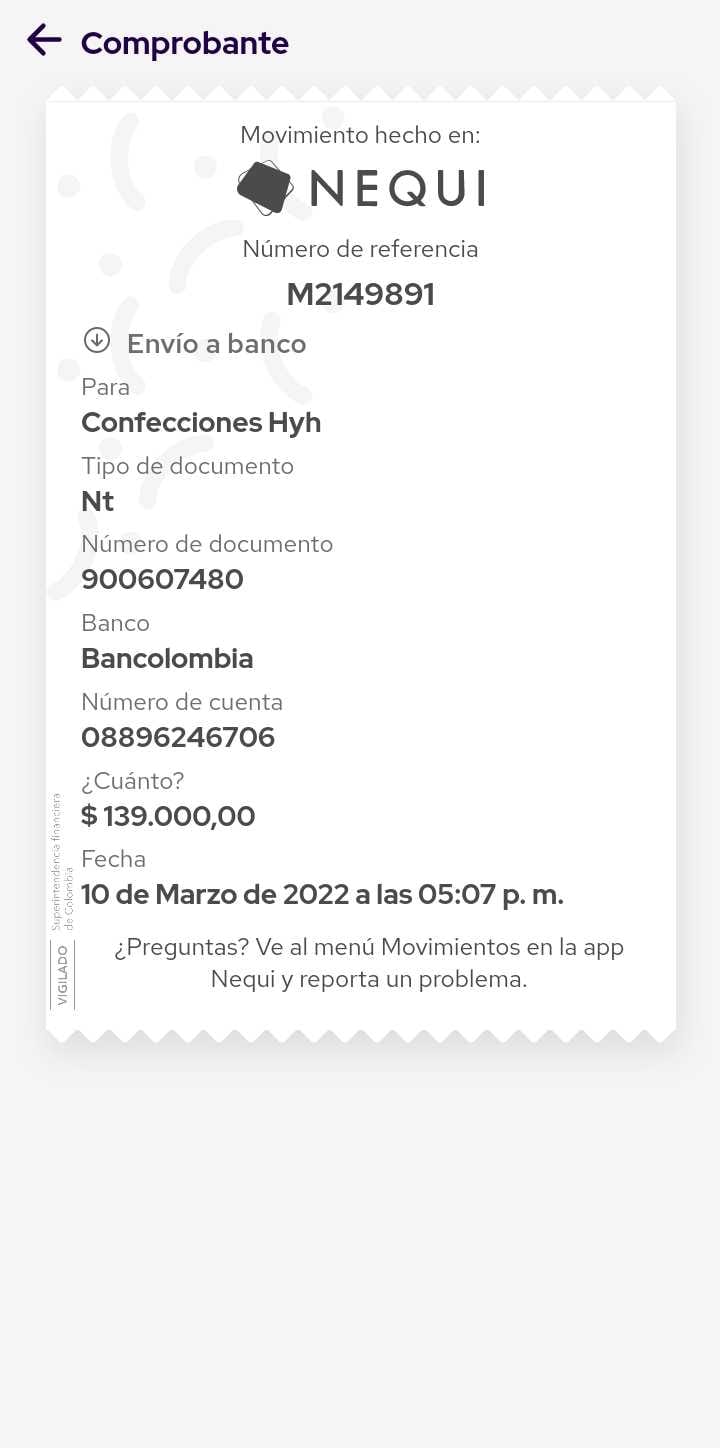 Comprobante
Movimiento hecho en:
NEQUI
Número de referencia
M2149891
Envío a banco
Para
Confecciones Hyh
Tipo de documento
Nt
Número de documento
900607480
Banco
Bancolombia
Número de cuenta
08896246706
¿Cuánto?
$ 139.000,00
Fecha
10 de Marzo de 2022 a las 05:07 p. m.
¿Preguntas? Ve al menú Movimientos en la app
Nequi y reporta un problema.
VIGILADO
Superintendencia financiera
de Colombia